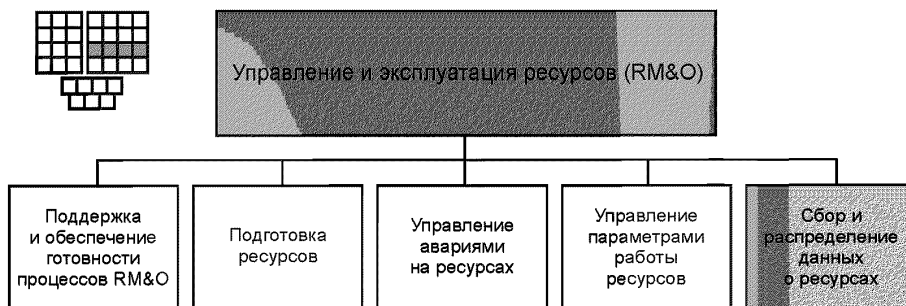 Управление и эксплуатация ресурсов (RM&O)
Поддержка
и обеспечение
готовности
процессов RM&O
Подготовка
ресурсов
Управление
авариями
на ресурсах
Управление
параметрами
работы
ресурсов
Сбор и
распределение
данных
о ресурсах